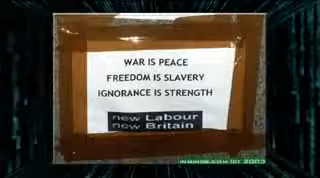 WAR IS PEACE
FREEDOM IS SLAVERY
IGNORANCE IS STRENGTH
new Labour
new Britain